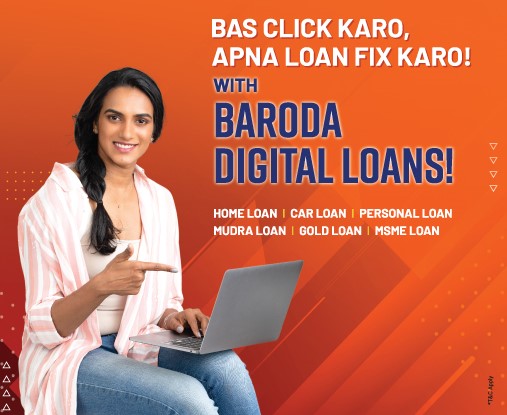 BAS CLICK KARO,
APNA LOAN FIX KARO!
WITH
BARODA
DIGITAL LOANS!
HOME LOAN | CAR LOAN | PERSONAL LOAN
MUDRA LOAN | GOLD LOAN | MSME LOAN
*T&C Apply